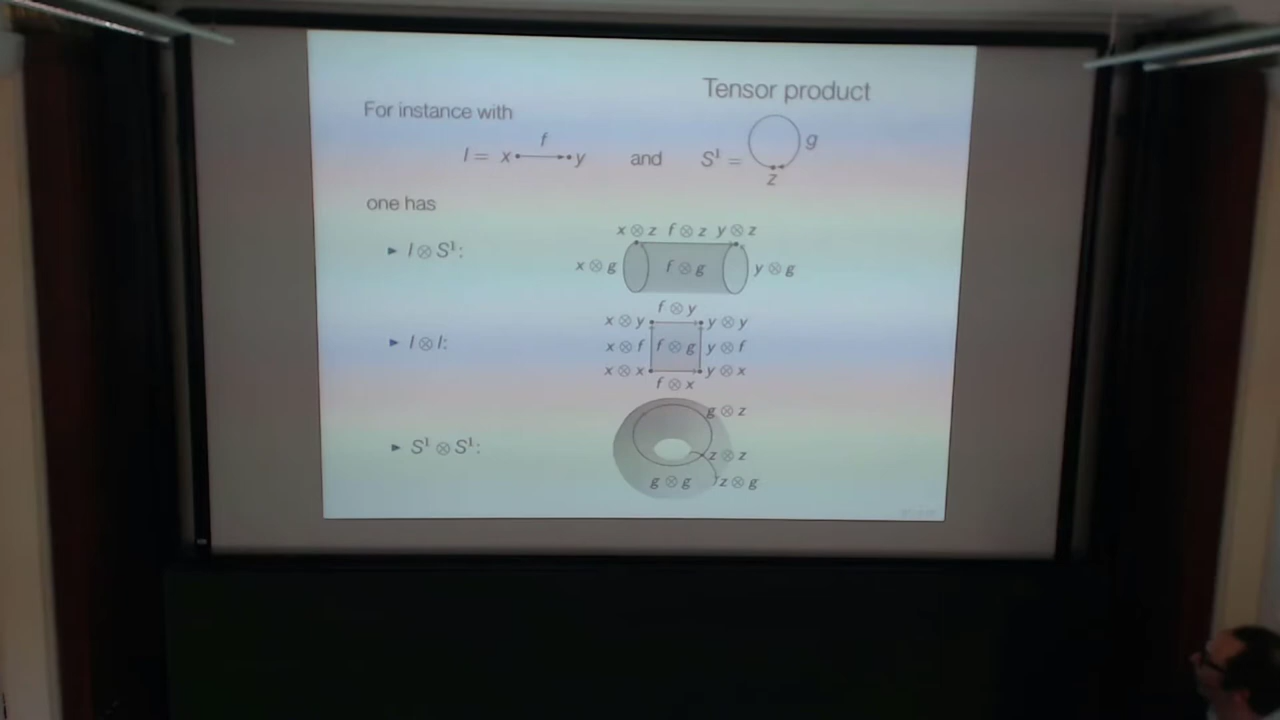 Tensor product
For instance with
I = x f y and S¹ = g z
one has
▸ I ⊗ S¹:
x ⊗ z f ⊗ z y ⊗ z
x ⊗ g f ⊗ g y ⊗ g
f ⊗ y
x ⊗ y y ⊗ y
▸ I ⊗ I: x ⊗ f f ⊗ g y ⊗ f
x ⊗ x y ⊗ x
f ⊗ x
g ⊗ z
▸ S¹ ⊗ S¹: z ⊗ z
g ⊗ g z ⊗ g